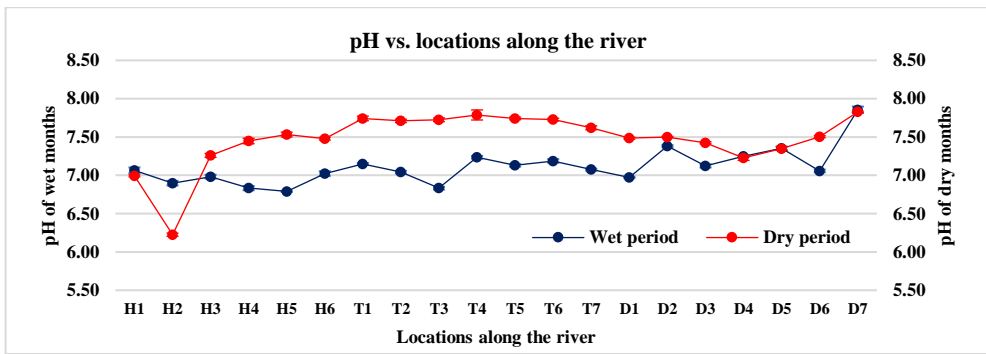 pH vs. locations along the river
8.50
8.00
7.50
7.00
6.50
6.00
5.50
pH of wet months
8.50
8.00
7.50
7.00
6.50
6.00
5.50
pH of dry months
Wet period Dry period
H1 H2 H3 H4 H5 H6 T1 T2 T3 T4 T5 T6 T7 D1 D2 D3 D4 D5 D6 D7
Locations along the river